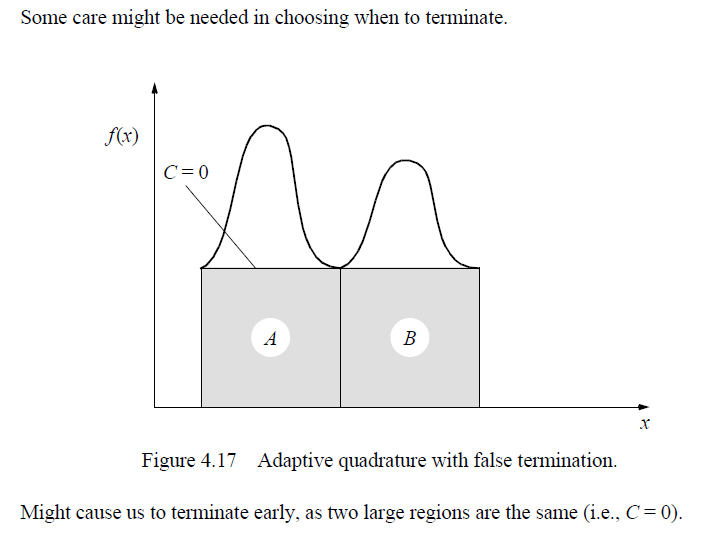 Some care might be needed in choosing when to terminate.
f(x)
C = 0
A
B
x
Figure 4.17 Adaptive quadrature with false termination.
Might cause us to terminate early, as two large regions are the same (i.e., C = 0).